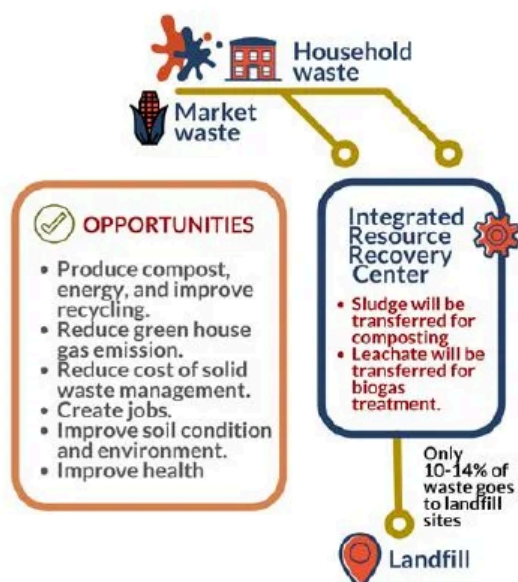 Household
waste
Market
waste
OPPORTUNITIES
• Produce compost,
energy, and improve
recycling.
• Reduce green house
gas emission.
• Reduce cost of solid
waste management.
• Create jobs.
• Improve soil condition
and environment.
• Improve health
Integrated
Resource
Recovery
Center
• Sludge will be
transferred for
composting
• Leachate will be
transferred for
biogas
treatment.
Only
10-14% of
waste goes
to landfill
sites
Landfill